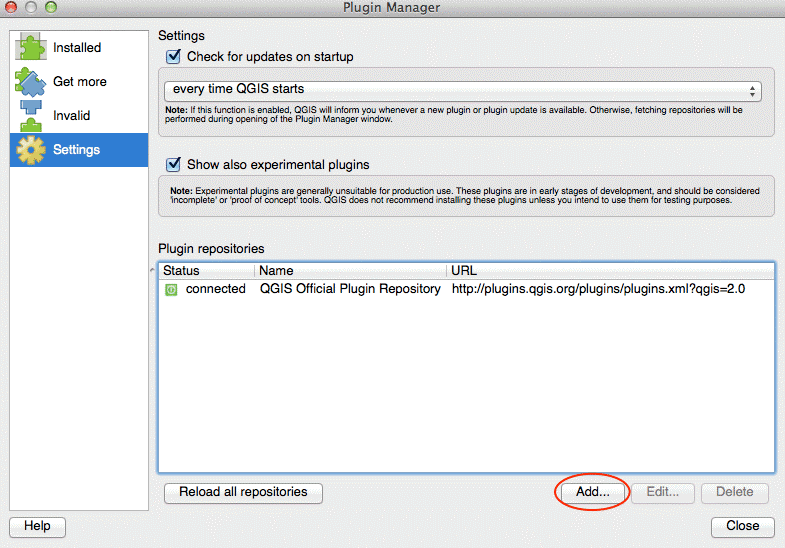 Plugin Manager
Installed
Get more
Invalid
Settings
Settings
Check for updates on startup
every time QGIS starts
Note: If this function is enabled, QGIS will inform you whenever a new plugin or plugin update is available. Otherwise, fetching repositories will be
performed during opening of the Plugin Manager window.
Show also experimental plugins
Note: Experimental plugins are generally unsuitable for production use. These plugins are in early stages of development, and should be considered
'incomplete' or 'proof of concept' tools. QGIS does not recommend installing these plugins unless you intend to use them for testing purposes.
Plugin repositories
Status Name URL
connected QGIS Official Plugin Repository http://plugins.qgis.org/plugins/plugins.xml?qgis=2.0
Reload all repositories Add... Edit... Delete
Help Close